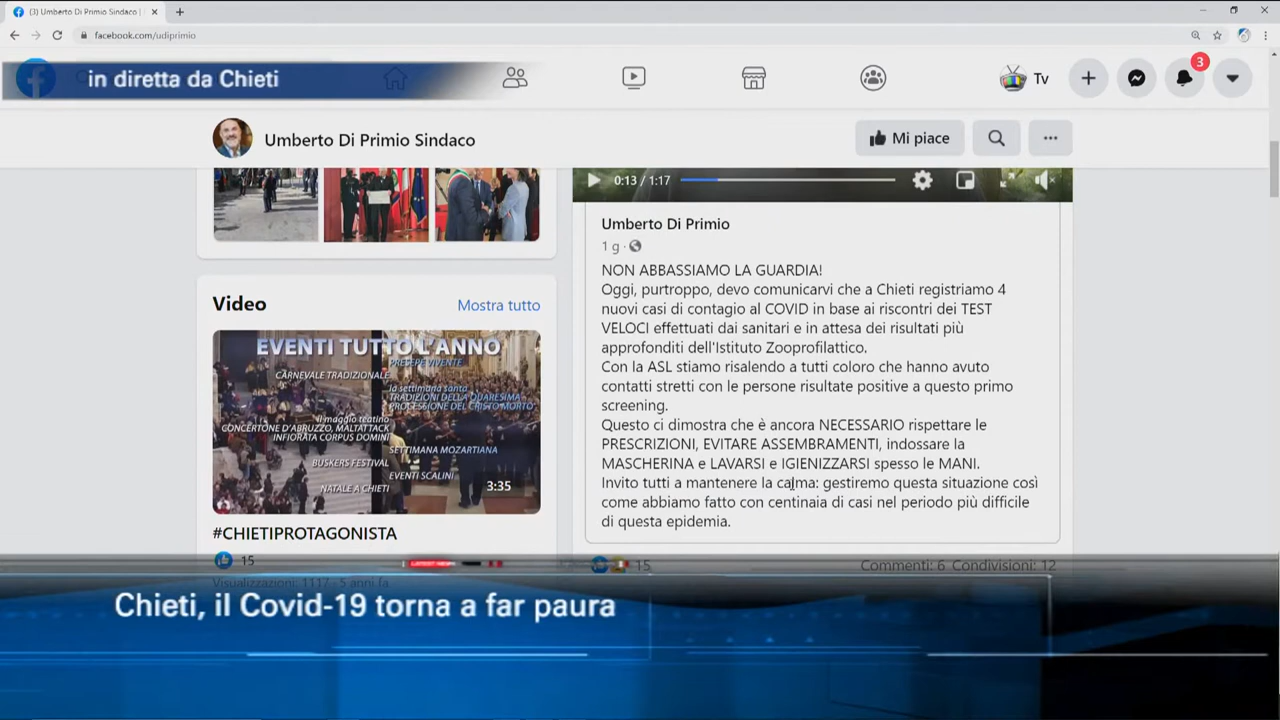 (3) Umberto Di Primio Sindaco |
facebook.com/udiprimio
in diretta da Chieti
Tv
3
Umberto Di Primio Sindaco
Mi piace
0:13 / 1:17
Umberto Di Primio
1 g ·
NON ABBASSIAMO LA GUARDIA!
Oggi, purtroppo, devo comunicarvi che a Chieti registriamo 4
nuovi casi di contagio al COVID in base ai riscontri dei TEST
VELOCI effettuati dai sanitari e in attesa dei risultati più
approfonditi dell'Istituto Zooprofilattico.
Con la ASL stiamo risalendo a tutti coloro che hanno avuto
contatti stretti con le persone risultate positive a questo primo
screening.
Questo ci dimostra che è ancora NECESSARIO rispettare le
PRESCRIZIONI, EVITARE ASSEMBRAMENTI, indossare la
MASCHERINA e LAVARSI e IGIENIZZARSI spesso le MANI.
Invito tutti a mantenere la calma: gestiremo questa situazione così
come abbiamo fatto con centinaia di casi nel periodo più difficile
di questa epidemia.
15
Commenti: 6 Condivisioni: 12
Video
Mostra tutto
EVENTI TUTTO L'ANNO
PRESEPE VIVENTE
CARNEVALE TRADIZIONALE
la settimana santa
TRADIZIONI DELLA QUARESIMA
PROCESSIONE DEL CRISTO MORTO
il maggio teatino
CONCERTONE D'ABRUZZO, MALTATTACK
INFIORATA CORPUS DOMINI
SETTIMANA MOZARTIANA
BUSKERS FESTIVAL
EVENTI SCALINI
NATALE A CHIETI
3:35
#CHIETIPROTAGONISTA
15
Visualizzazioni: 1117 · 5 anni fa
LATEST NEWS
Chieti, il Covid-19 torna a far paura